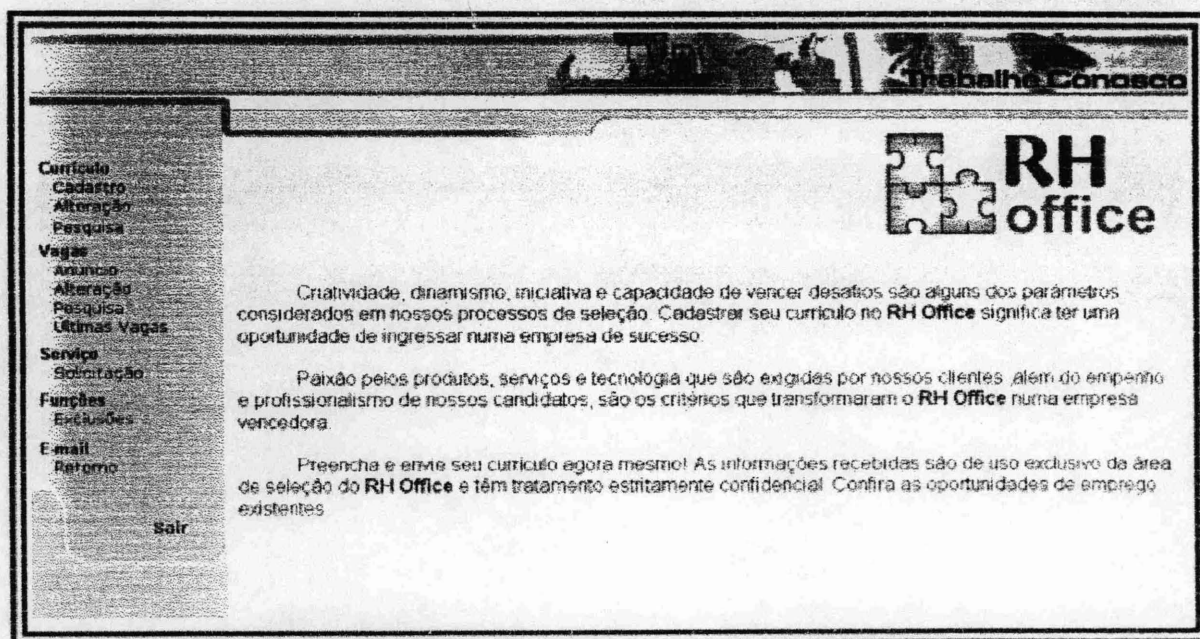 Trabalho Conosco
RH
office
Currículo
Cadastro
Alteração
Pesquisa
Vagas
Anúncio
Alteração
Pesquisa
Últimas Vagas
Serviço
Solicitação
Funções
Exclusões
E-mail
Retorno
Sair
Criatividade, dinamismo, iniciativa e capacidade de vencer desafios são alguns dos parâmetros
considerados em nossos processos de seleção. Cadastrar seu currículo no RH Office significa ter uma
oportunidade de ingressar numa empresa de sucesso.
Paixão pelos produtos, serviços e tecnologia que são exigidas por nossos clientes ,além do empenho
e profissionalismo de nossos candidatos, são os critérios que transformaram o RH Office numa empresa
vencedora.
Preencha e envie seu currículo agora mesmo! As informações recebidas são de uso exclusivo da área
de seleção do RH Office e têm tratamento estritamente confidencial. Confira as oportunidades de emprego
existentes